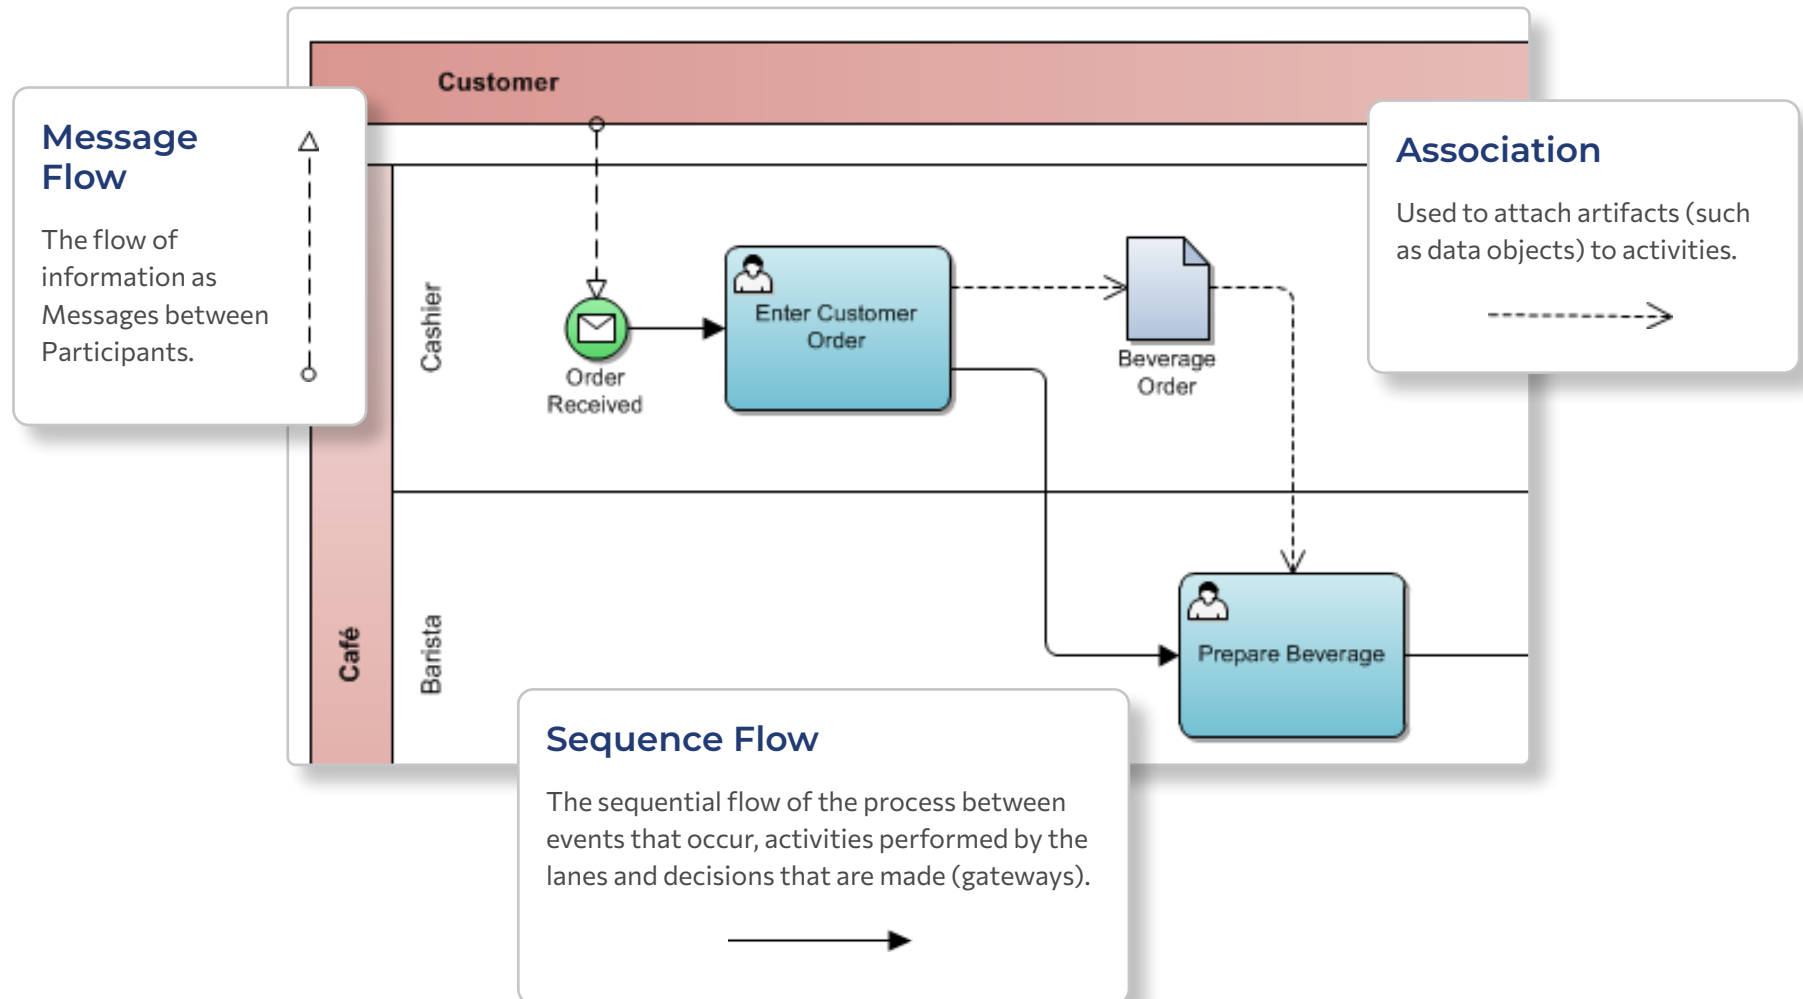 Customer
Message
Flow
The flow of
information as
Messages between
Participants.
Association
Used to attach artifacts (such
as data objects) to activities.
Cashier
Order
Received
Enter Customer
Order
Beverage
Order
Café
Barista
Prepare Beverage
Sequence Flow
The sequential flow of the process between
events that occur, activities performed by the
lanes and decisions that are made (gateways).